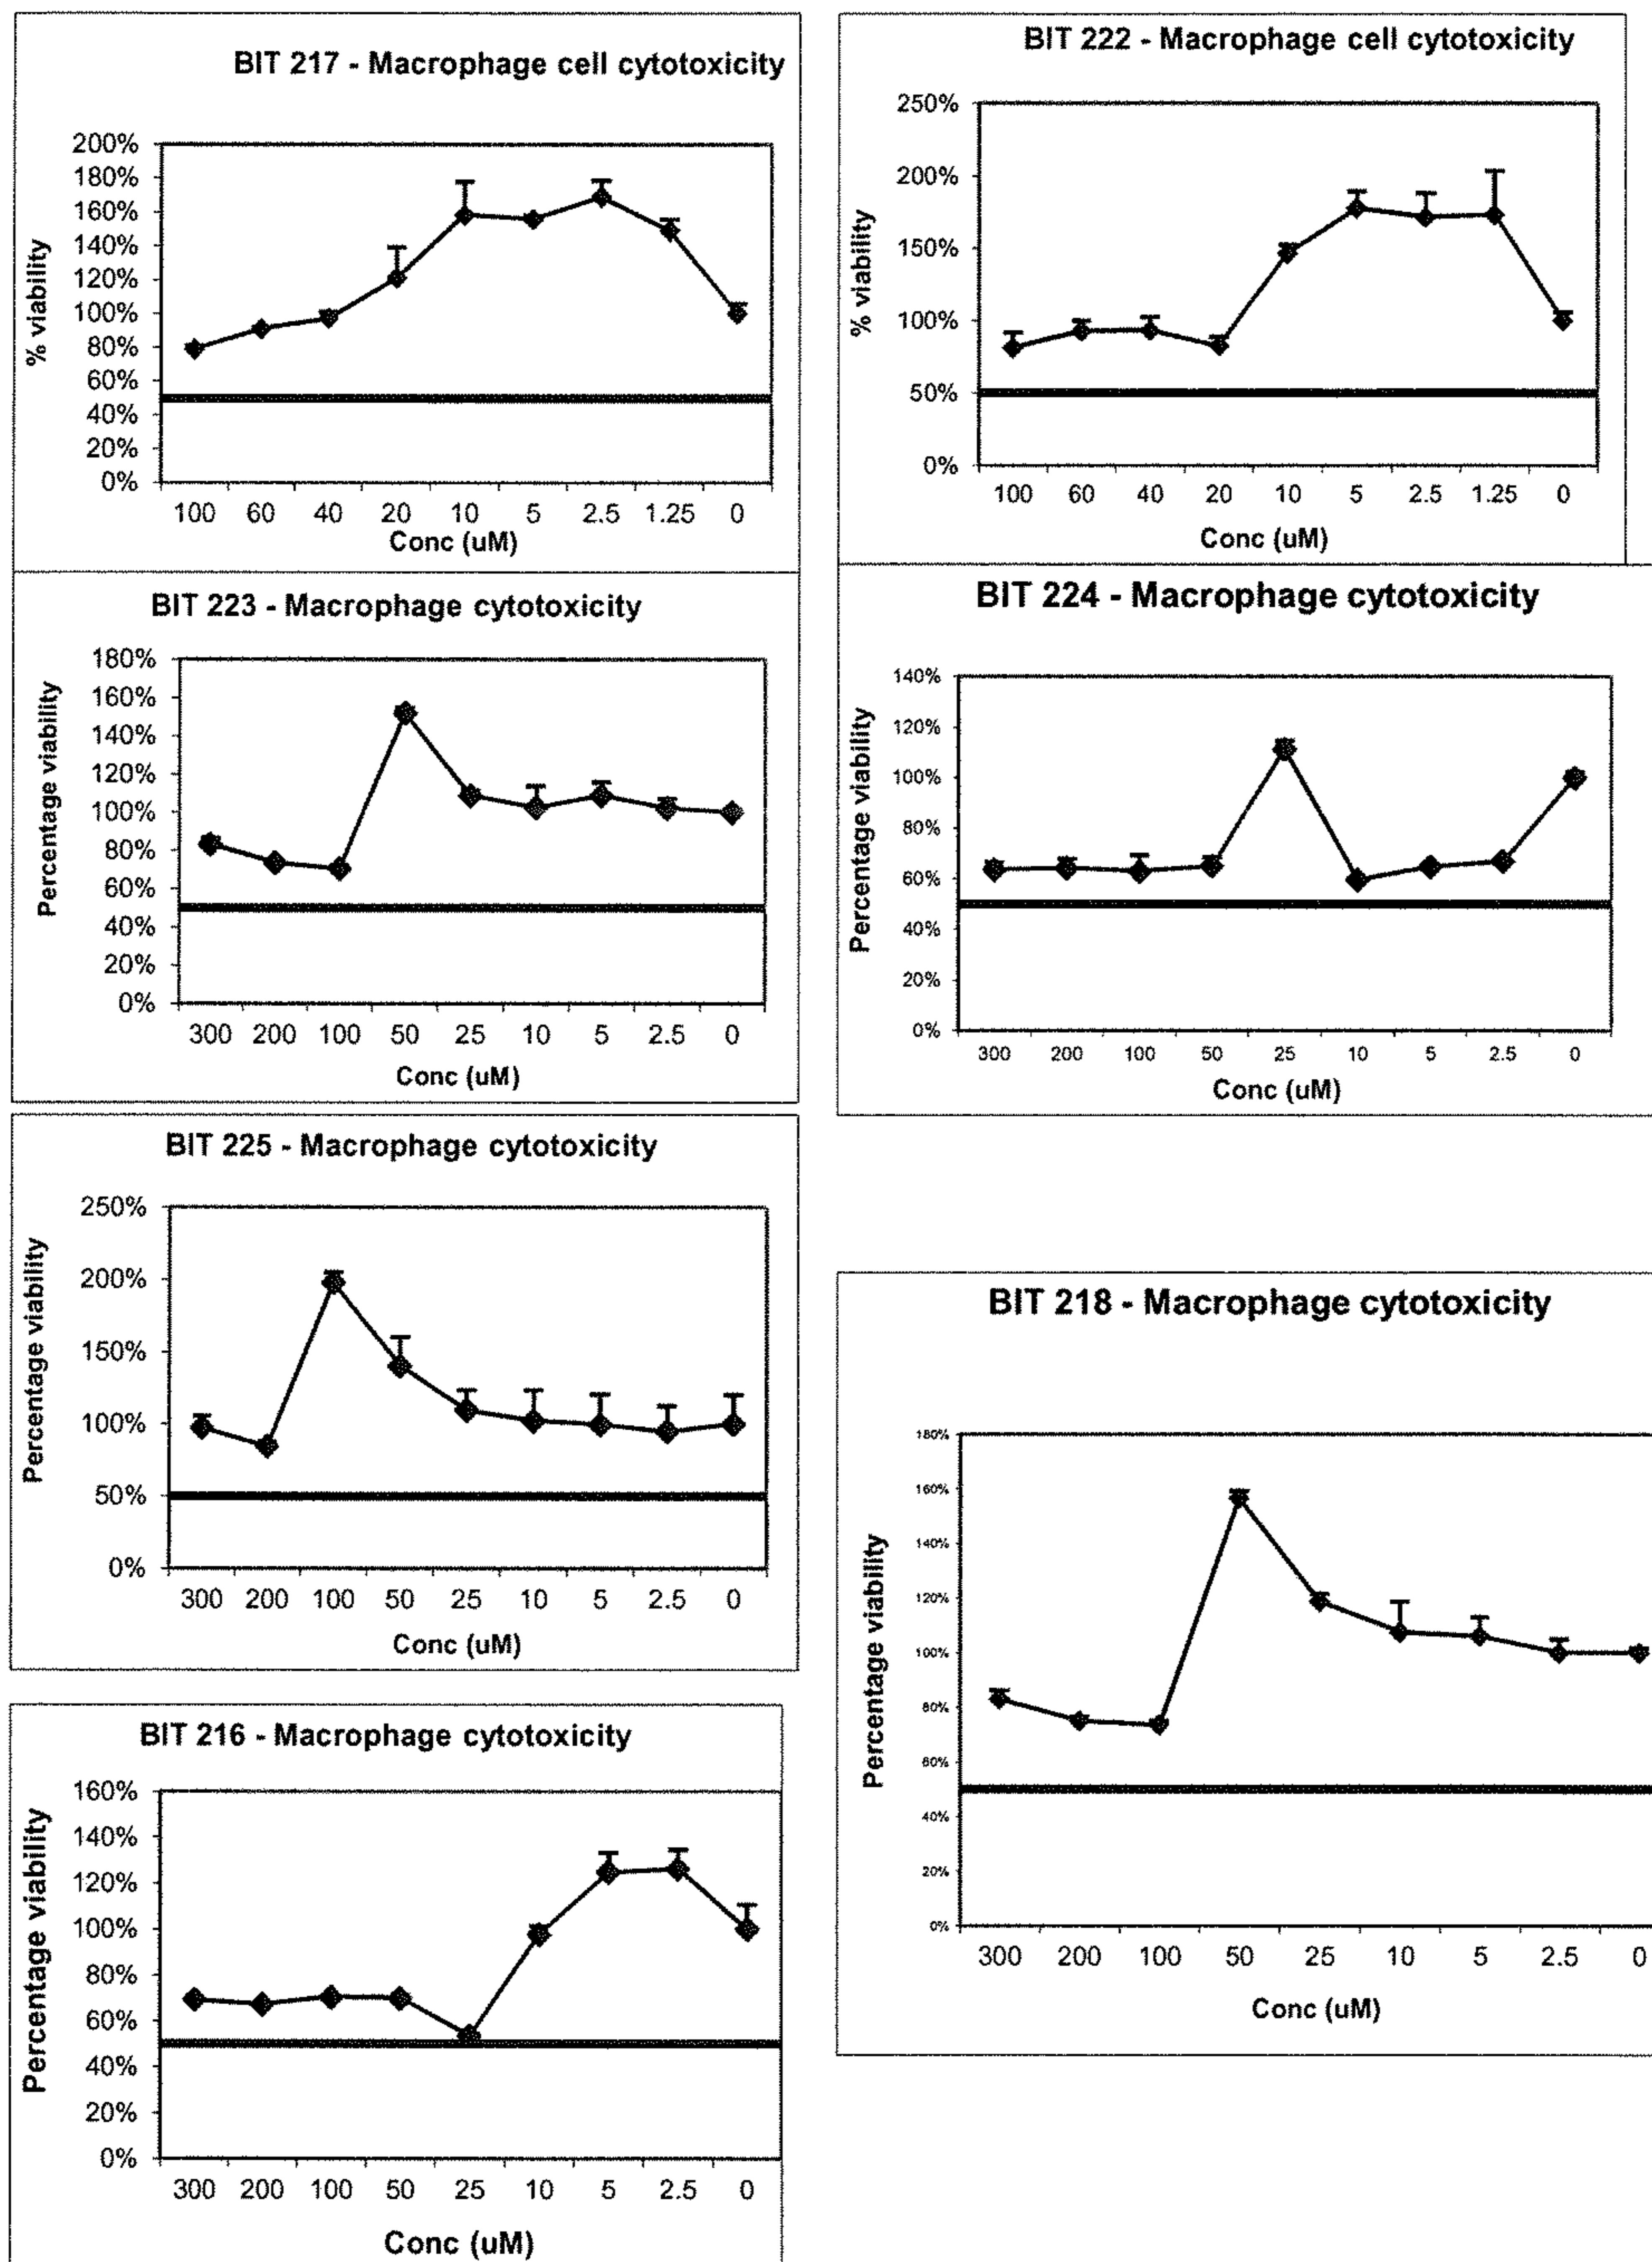 BIT 217 - Macrophage cell cytotoxicity
% viability
200%
180%
160%
140%
120%
100%
80%
60%
40%
20%
0%
100 60 40 20 10 5 2.5 1.25 0
Conc (uM)
BIT 222 - Macrophage cell cytotoxicity
% viability
250%
200%
150%
100%
50%
0%
100 60 40 20 10 5 2.5 1.25 0
Conc (uM)
BIT 223 - Macrophage cytotoxicity
Percentage viability
180%
160%
140%
120%
100%
80%
60%
40%
20%
0%
300 200 100 50 25 10 5 2.5 0
Conc (uM)
BIT 224 - Macrophage cytotoxicity
Percentage viability
140%
120%
100%
80%
60%
40%
20%
0%
300 200 100 50 25 10 5 2.5 0
Conc (uM)
BIT 225 - Macrophage cytotoxicity
Percentage viability
250%
200%
150%
100%
50%
0%
300 200 100 50 25 10 5 2.5 0
Conc (uM)
BIT 218 - Macrophage cytotoxicity
Percentage viability
180%
160%
140%
120%
100%
80%
60%
40%
20%
0%
300 200 100 50 25 10 5 2.5 0
Conc (uM)
BIT 216 - Macrophage cytotoxicity
Percentage viability
160%
140%
120%
100%
80%
60%
40%
20%
0%
300 200 100 50 25 10 5 2.5 0
Conc (uM)